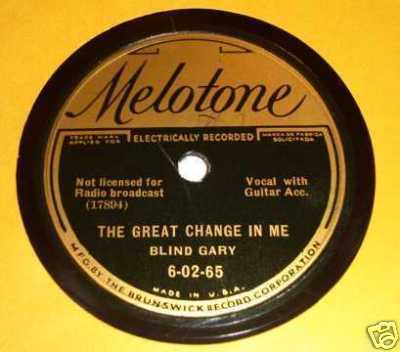 Melotone
TRADE MARK
APPLIED FOR
ELECTRICALLY RECORDED
MARCA DE FABRICA
SOLICITADA
Not licensed for
Radio broadcast
(17894)
Vocal with
Guitar Acc.
THE GREAT CHANGE IN ME
BLIND GARY
6-02-65
MADE IN U.S.A.
MFG. BY THE BRUNSWICK RECORD CORPORATION
ebY